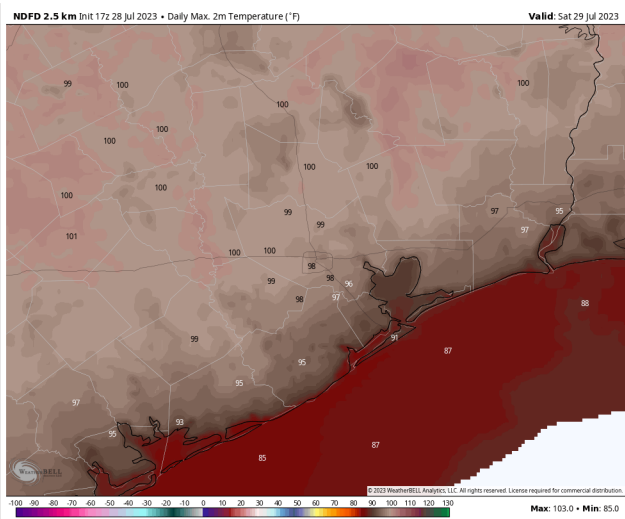 NDFD 2.5 km Init 17z 28 Jul 2023 • Daily Max. 2m Temperature (°F)
Valid: Sat 29 Jul 2023
99 100 100
100
100
100
100 100
100
100
99 97 95
99 97
101
100 100
98
99 98 96
98 97
88
99 91
87
95
95
97
93
95
87
85
WeatherBELL
© 2023 WeatherBELL Analytics, LLC. All rights reserved. License required for commercial distribution.
-100 -90 -80 -70 -60 -50 -40 -30 -20 -10 0 10 20 30 40 50 60 70 80 90 100 110 120 130
Max: 103.0 • Min: 85.0